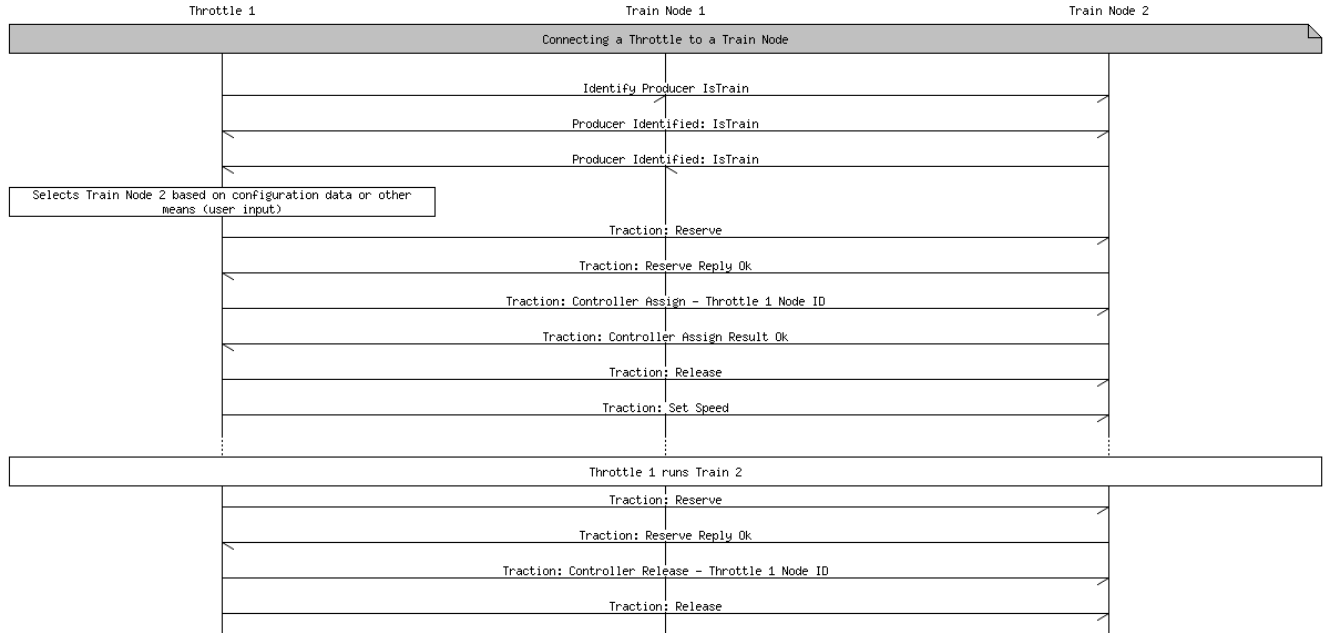 Throttle 1
Train Node 1
Train Node 2
Connecting a Throttle to a Train Node
Identify Producer IsTrain
Producer Identified: IsTrain
Producer Identified: IsTrain
Selects Train Node 2 based on configuration data or other
means (user input)
Traction: Reserve
Traction: Reserve Reply Ok
Traction: Controller Assign - Throttle 1 Node ID
Traction: Controller Assign Result Ok
Traction: Release
Traction: Set Speed
Throttle 1 runs Train 2
Traction: Reserve
Traction: Reserve Reply Ok
Traction: Controller Release - Throttle 1 Node ID
Traction: Release